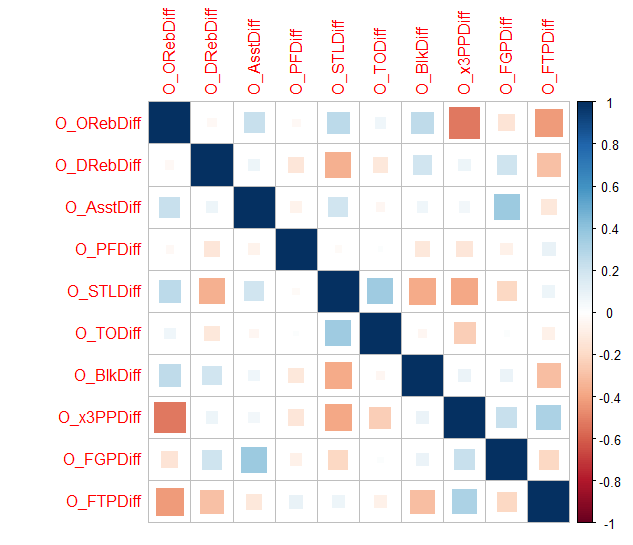 O_ORebDiff
O_DRebDiff
O_AsstDiff
O_PFDiff
O_STLDiff
O_TODiff
O_BlkDiff
O_x3PPDiff
O_FGPDiff
O_FTPDiff
O_ORebDiff
O_DRebDiff
O_AsstDiff
O_PFDiff
O_STLDiff
O_TODiff
O_BlkDiff
O_x3PPDiff
O_FGPDiff
O_FTPDiff
1
0.8
0.6
0.4
0.2
0
-0.2
-0.4
-0.6
-0.8
-1